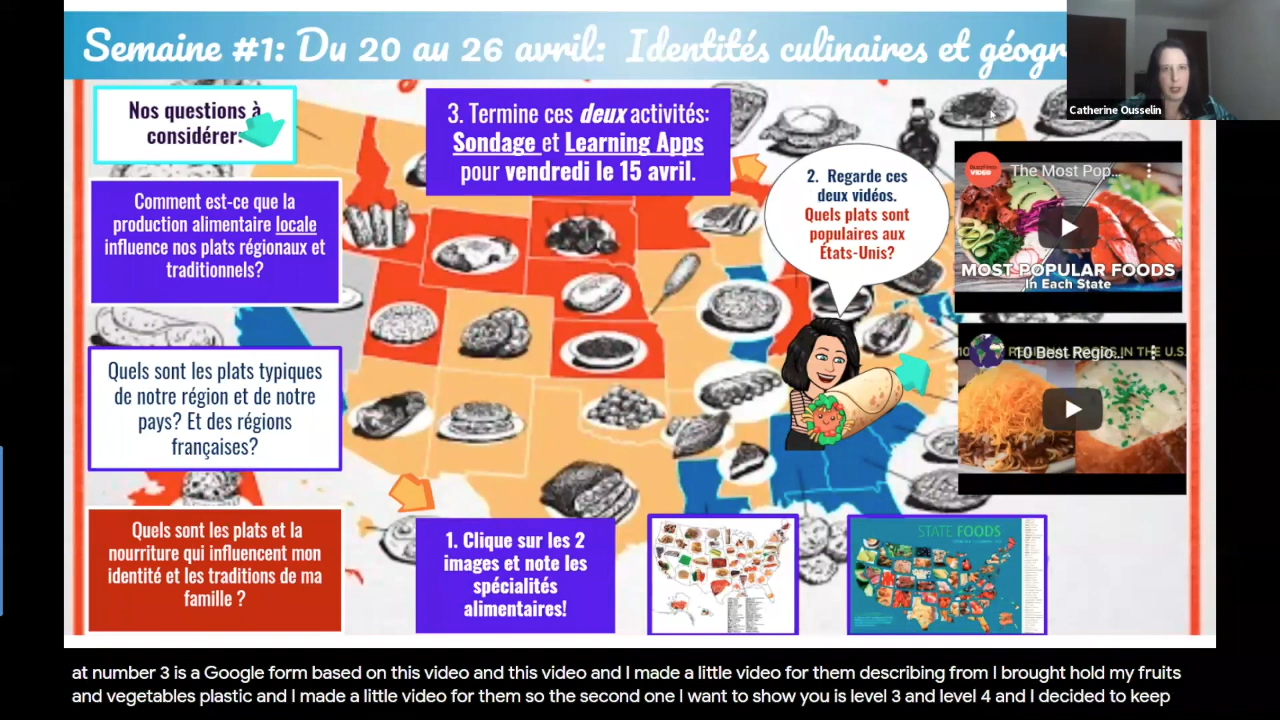 Semaine #1: Du 20 au 26 avril: Identités culinaires et géogr
Catherine Ousselin
Nos questions à
considérer:
Comment est-ce que la
production alimentaire locale
influence nos plats régionaux et
traditionnels?
Quels sont les plats typiques
de notre région et de notre
pays? Et des régions
françaises?
Quels sont les plats et la
nourriture qui influencent mon
identité et les traditions de ma
famille ?
3. Termine ces deux activités:
Sondage et Learning Apps
pour vendredi le 15 avril.
2. Regarde ces
deux vidéos.
Quels plats sont
populaires aux
États-Unis?
VIDEO
The Most Pop...
MOST POPULAR FOODS
In Each State
10 Best Regio...
IN THE U.S.
1. Clique sur les 2
images et note les
spécialités
alimentaires!
STATE FOODS
at number 3 is a Google form based on this video and this video and I made a little video for them describing from I brought hold my fruits
and vegetables plastic and I made a little video for them so the second one I want to show you is level 3 and level 4 and I decided to keep